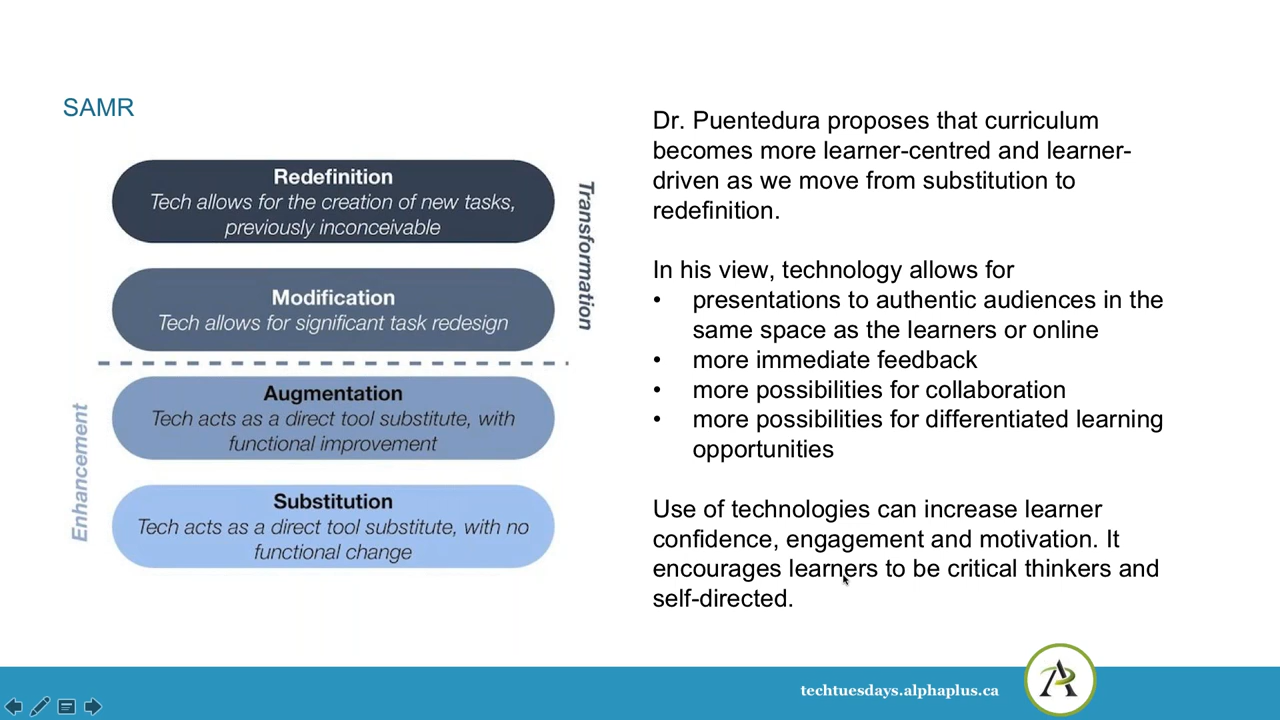 SAMR
Redefinition
Tech allows for the creation of new tasks,
previously inconceivable
Modification
Tech allows for significant task redesign
Transformation
Augmentation
Tech acts as a direct tool substitute, with
functional improvement
Substitution
Tech acts as a direct tool substitute, with no
functional change
Enhancement
Dr. Puentedura proposes that curriculum
becomes more learner-centred and learner-
driven as we move from substitution to
redefinition.
In his view, technology allows for
• presentations to authentic audiences in the
same space as the learners or online
• more immediate feedback
• more possibilities for collaboration
• more possibilities for differentiated learning
opportunities
Use of technologies can increase learner
confidence, engagement and motivation. It
encourages learners to be critical thinkers and
self-directed.
techtuesdays.alphaplus.ca